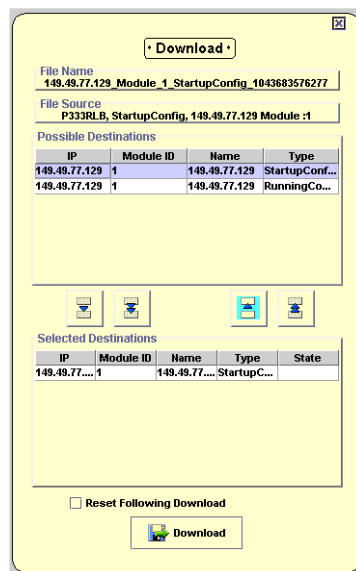 · Download ·
File Name
149.49.77.129_Module_1_StartupConfig_1043683576277
File Source
P333RLB, StartupConfig, 149.49.77.129 Module :1
Possible Destinations
IP Module ID Name Type
149.49.77.129 1 149.49.77.129 StartupConf...
149.49.77.129 1 149.49.77.129 RunningCo...
Selected Destinations
IP Module ID Name Type State
149.49.77.... 1 149.49.77.... StartupC...
Reset Following Download
Download